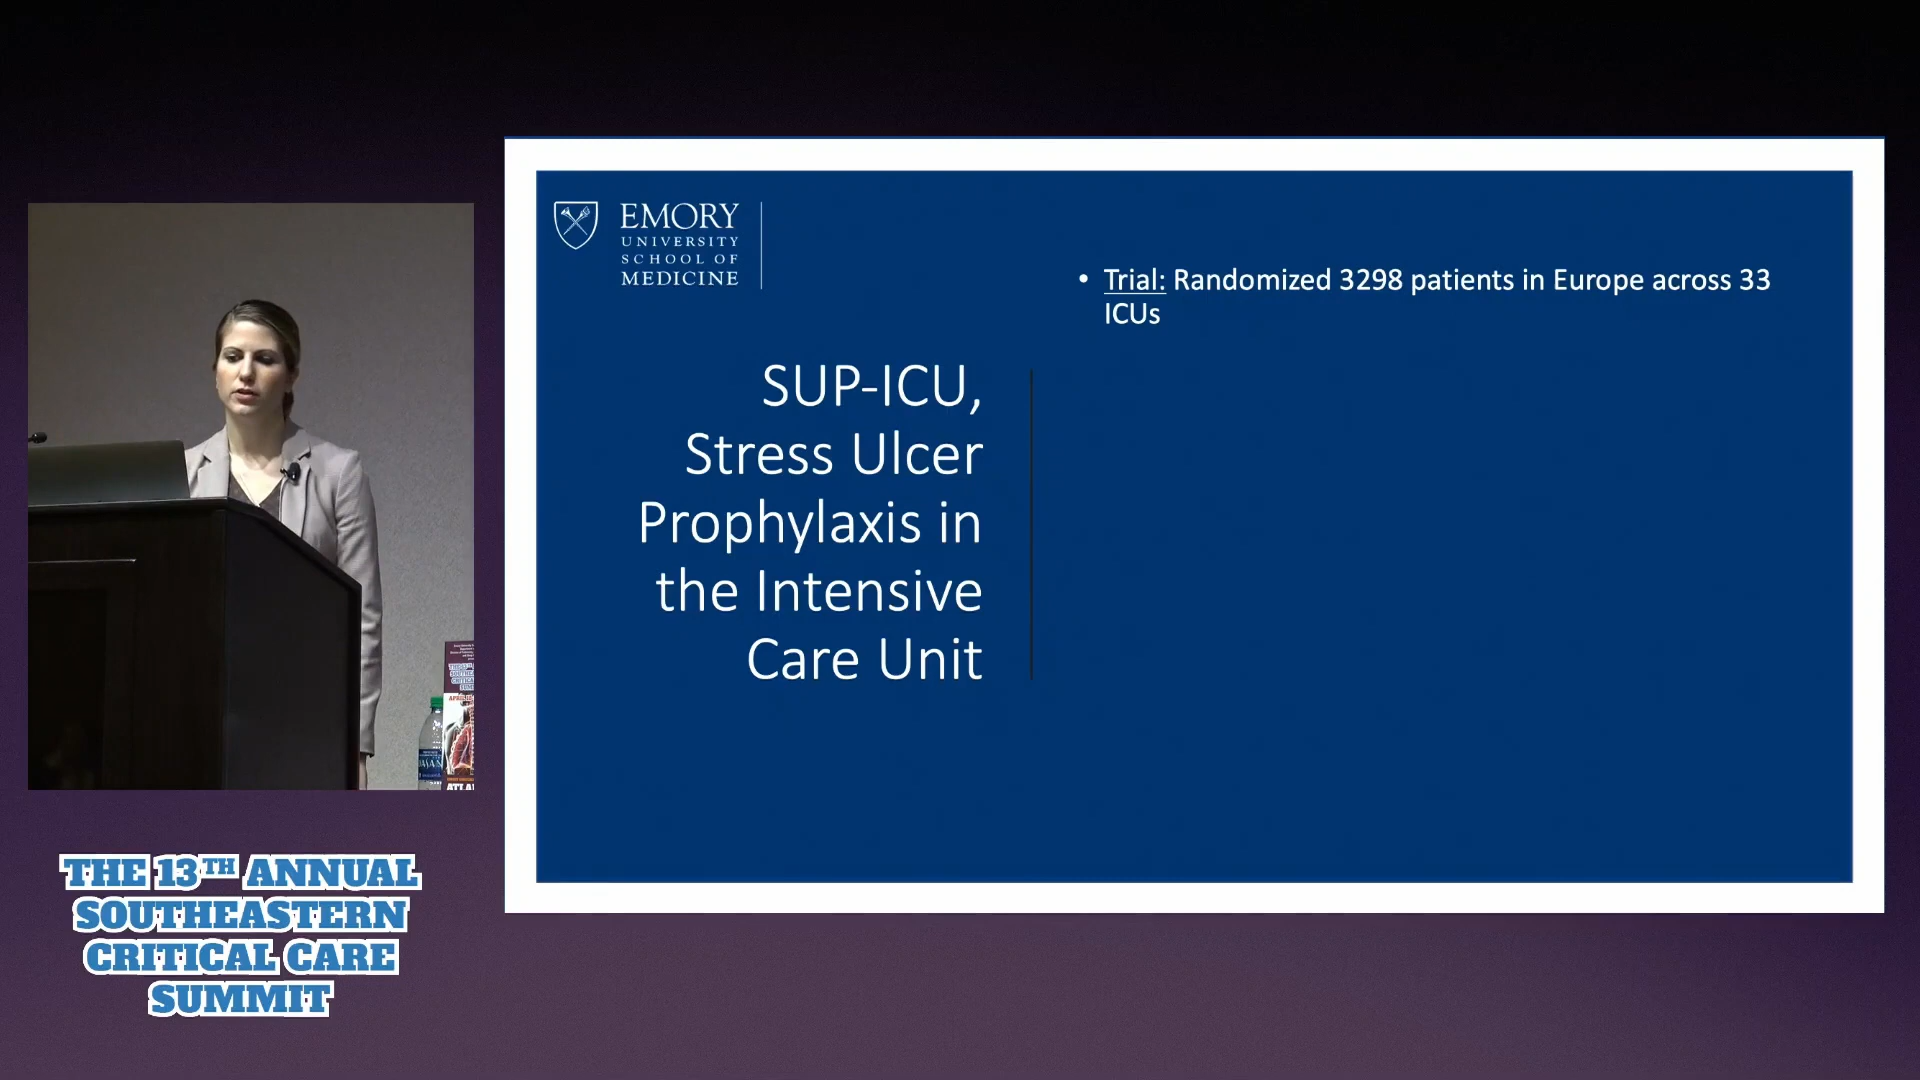 EMORY
UNIVERSITY
SCHOOL OF
MEDICINE
SUP-ICU,
Stress Ulcer
Prophylaxis in
the Intensive
Care Unit
• Trial: Randomized 3298 patients in Europe across 33
ICUs
THE 13TH ANNUAL
SOUTHEASTERN
CRITICAL CARE
SUMMIT